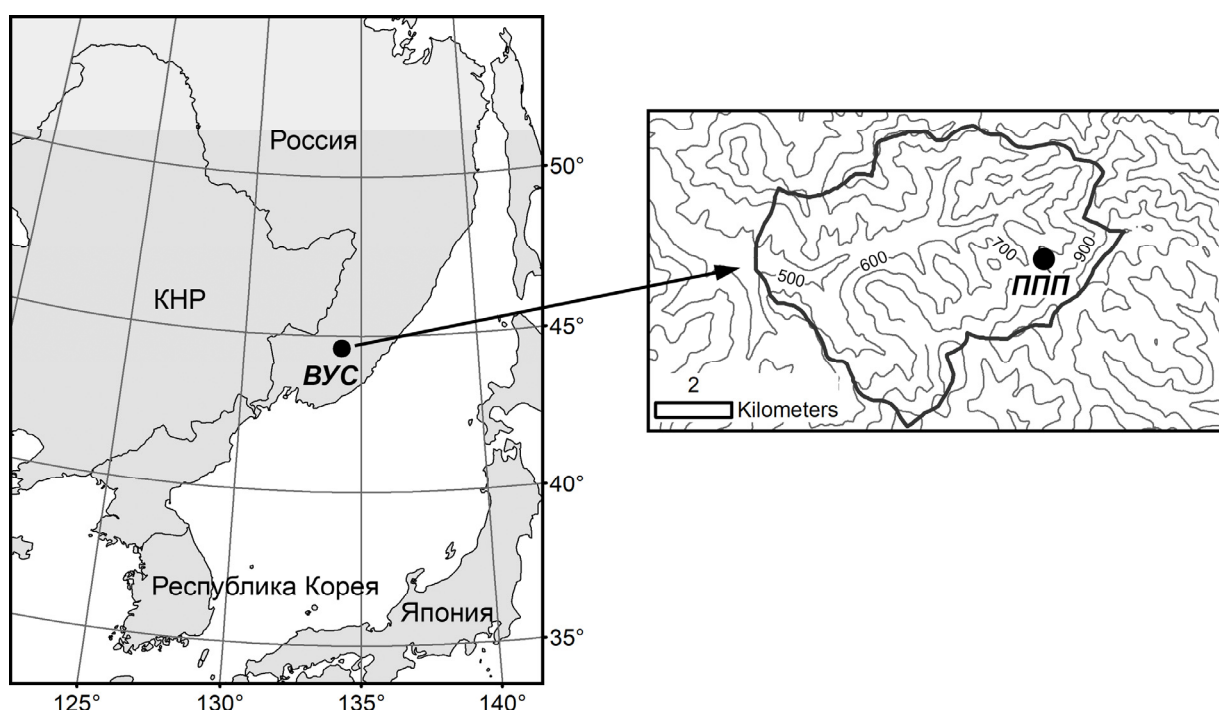 Россия
50°
КНР
45°
ВУС
40°
Республика Корея
Япония
35°
125°
130°
135°
140°
700
900
600
500
ППП
2
Kilometers